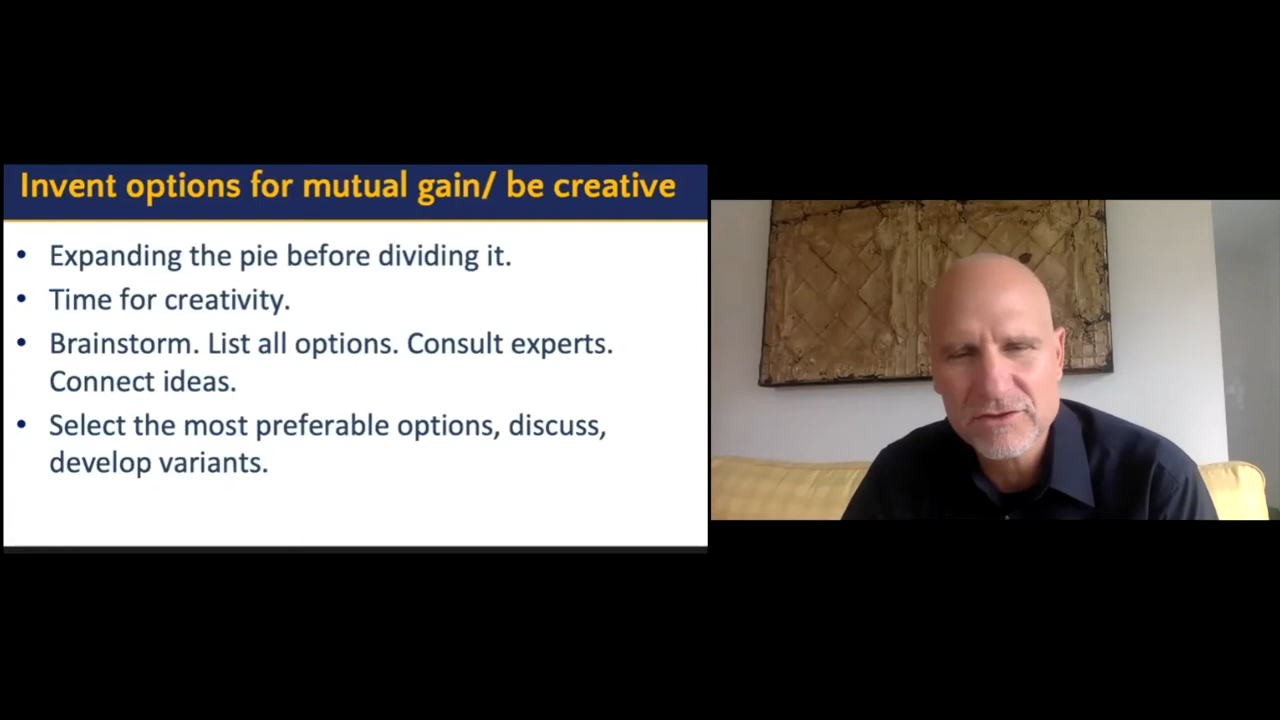 Invent options for mutual gain/ be creative
• Expanding the pie before dividing it.
• Time for creativity.
• Brainstorm. List all options. Consult experts.
Connect ideas.
• Select the most preferable options, discuss,
develop variants.